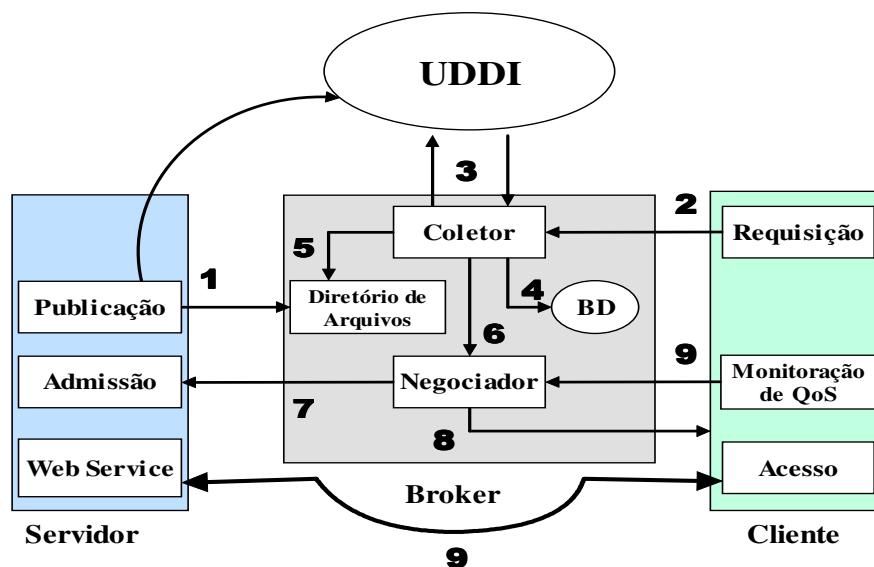 UDDI
3
2
Coletor
Requisição
5
1
Publicação
Diretório de
Arquivos
4
BD
6
9
Admissão
Negociador
Monitoração
de QoS
7
8
Web Service
Acesso
Broker
Servidor
Cliente
9